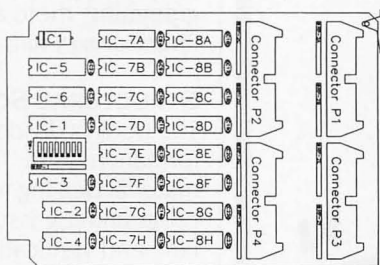 C1 IC-7A IC-8A
IC-5 IC-7B IC-8B
IC-6 IC-7C IC-8C
IC-1 IC-7D IC-8D
IC-7E IC-8E
IC-3 IC-7F IC-8F
IC-2 IC-7G IC-8G
IC-4 IC-7H IC-8H
Connector P2
Connector P1
Connector P4
Connector P3